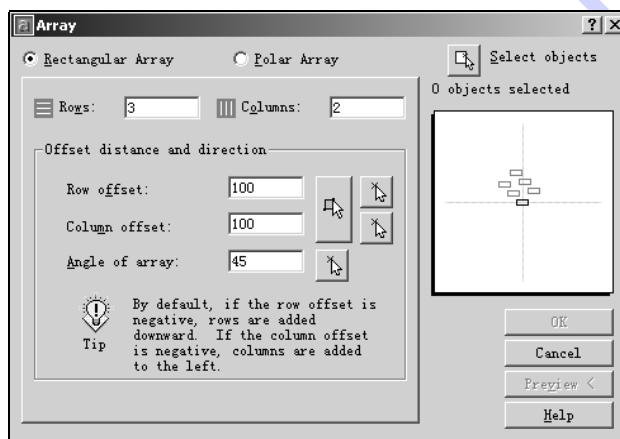 Array
Rectangular Array Polar Array Select objects
0 objects selected
Rows: 3 Columns: 2
Offset distance and direction
Row offset: 100
Column offset: 100
Angle of array: 45
Tip
By default, if the row offset is
negative, rows are added
downward. If the column offset
is negative, columns are added
to the left.
OK
Cancel
Preview <
Help